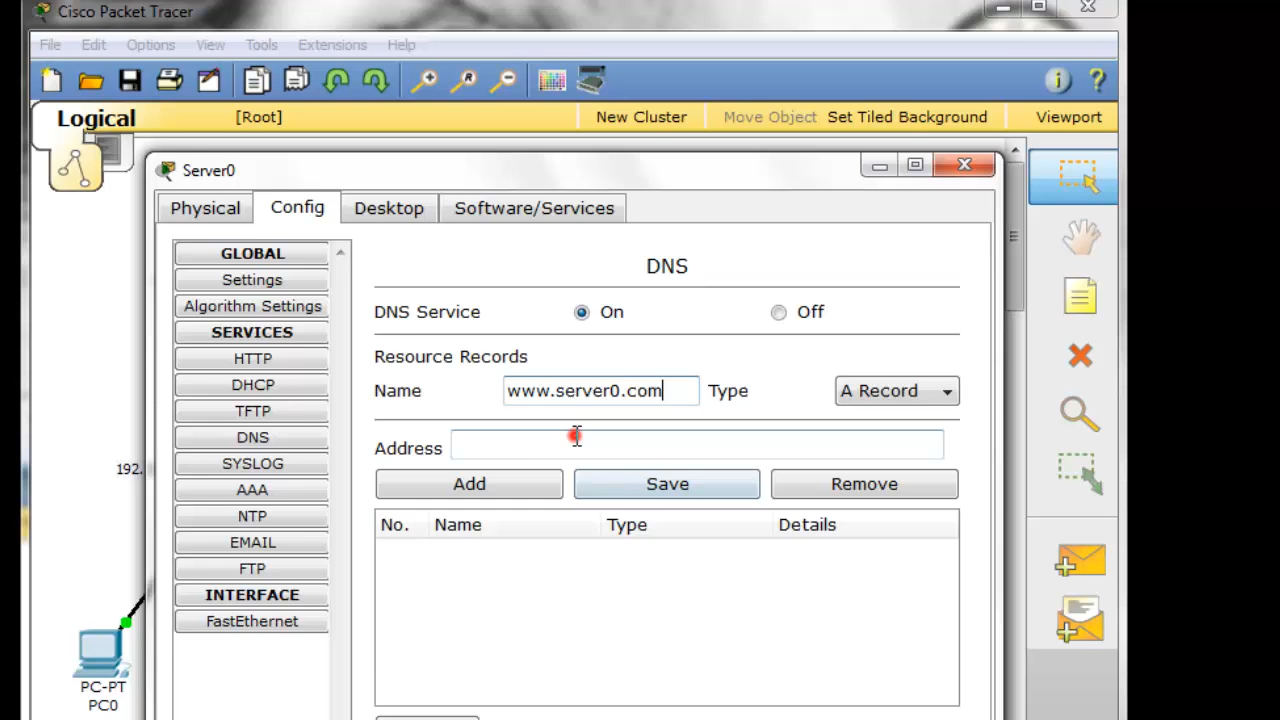 Cisco Packet Tracer
File Edit Options View Tools Extensions Help
Logical [Root] New Cluster Move Object Set Tiled Background Viewport
Server0
Physical Config Desktop Software/Services
GLOBAL
Settings
Algorithm Settings
SERVICES
HTTP
DHCP
TFTP
DNS
SYSLOG
AAA
NTP
EMAIL
FTP
INTERFACE
FastEthernet
DNS
DNS Service On Off
Resource Records
Name www.server0.com Type A Record
Address
Add Save Remove
No. Name Type Details
192.
PC-PT
PC0